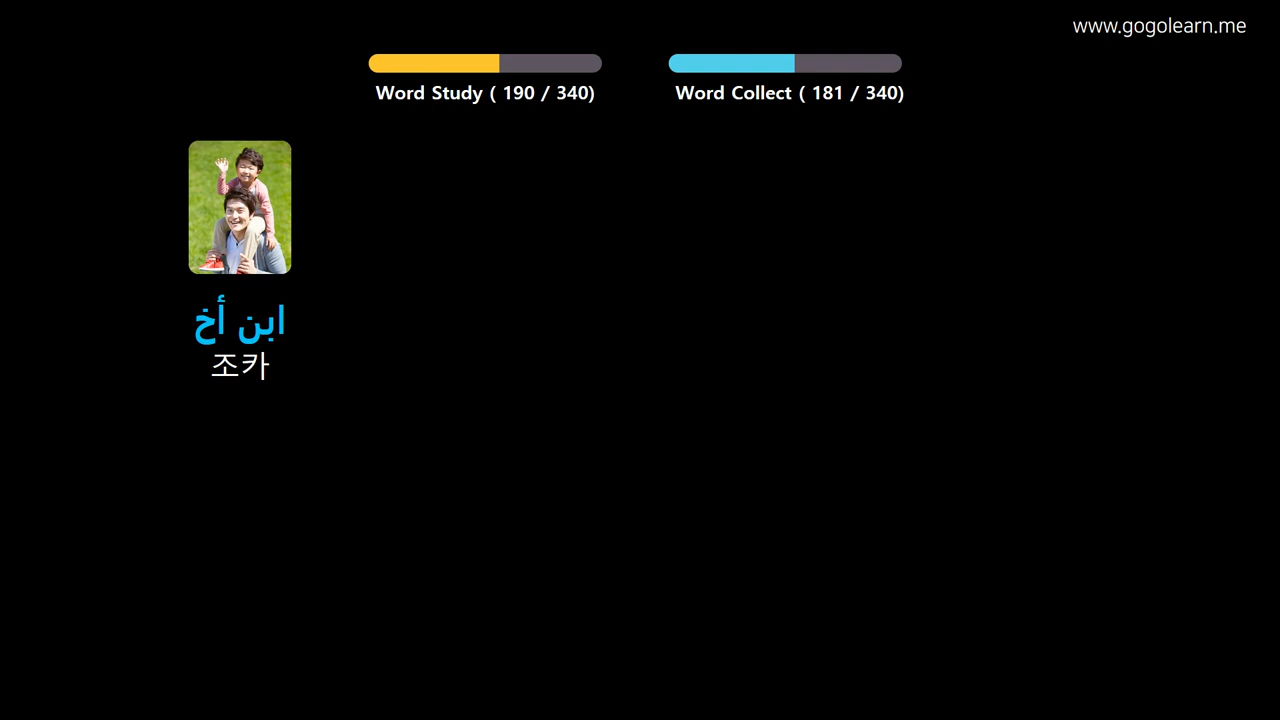 www.gogolearn.me
Word Study ( 190 / 340)
Word Collect ( 181 / 340)
ابن أخ
조카